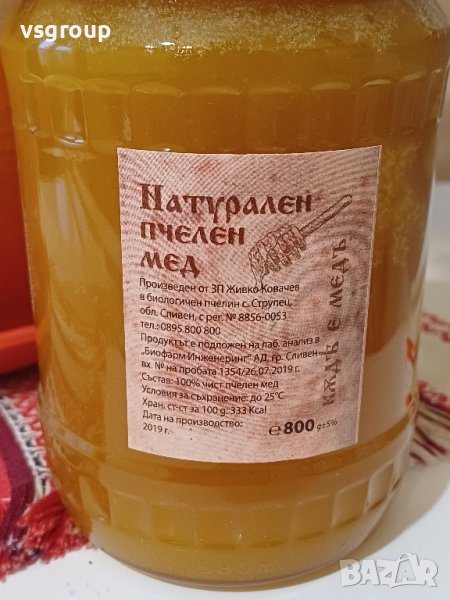 vsgroup
Натурален
пчелен
мед
Произведен от ЗП Живко Ковачев
в биологичен пчелин с. Струпец,
обл. Сливен, с рег. № 8856-0053
тел.: 0895 800 800
Продуктът е подложен на лаб. анализ в
„Биофарм Инженеринг" АД, гр. Сливен
вх. № на пробата 1354/26.07.2019 г.
Състав: 100% чист пчелен мед
Условия за съхранение: до 25°C
Хран. ст-ст за 100 g: 333 Kcal
Дата на производство:
2019 г.
℮ 800 g±5%
е медъ
BAZAR